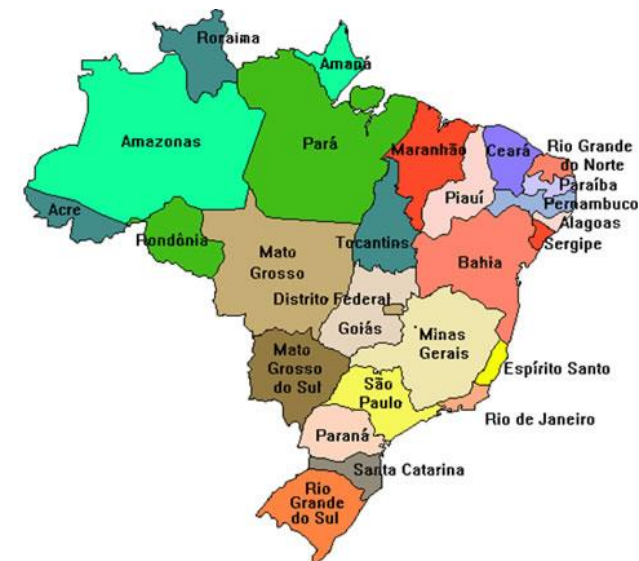 Roraima
Amaná
Amazonas
Pará
Maranhão
Ceará
Rio Grande
do Norte
Paraíba
Piauí
Pernambuco
Acre
Alagoas
Rondônia
Tocantins
Sergipe
Mato
Grosso
Bahia
Distrito Federal
Goiás
Minas
Gerais
Mato
Grosso
do Sul
Espírito Santo
São
Paulo
Rio de Janeiro
Paraná
Santa Catarina
Rio
Grande
do Sul